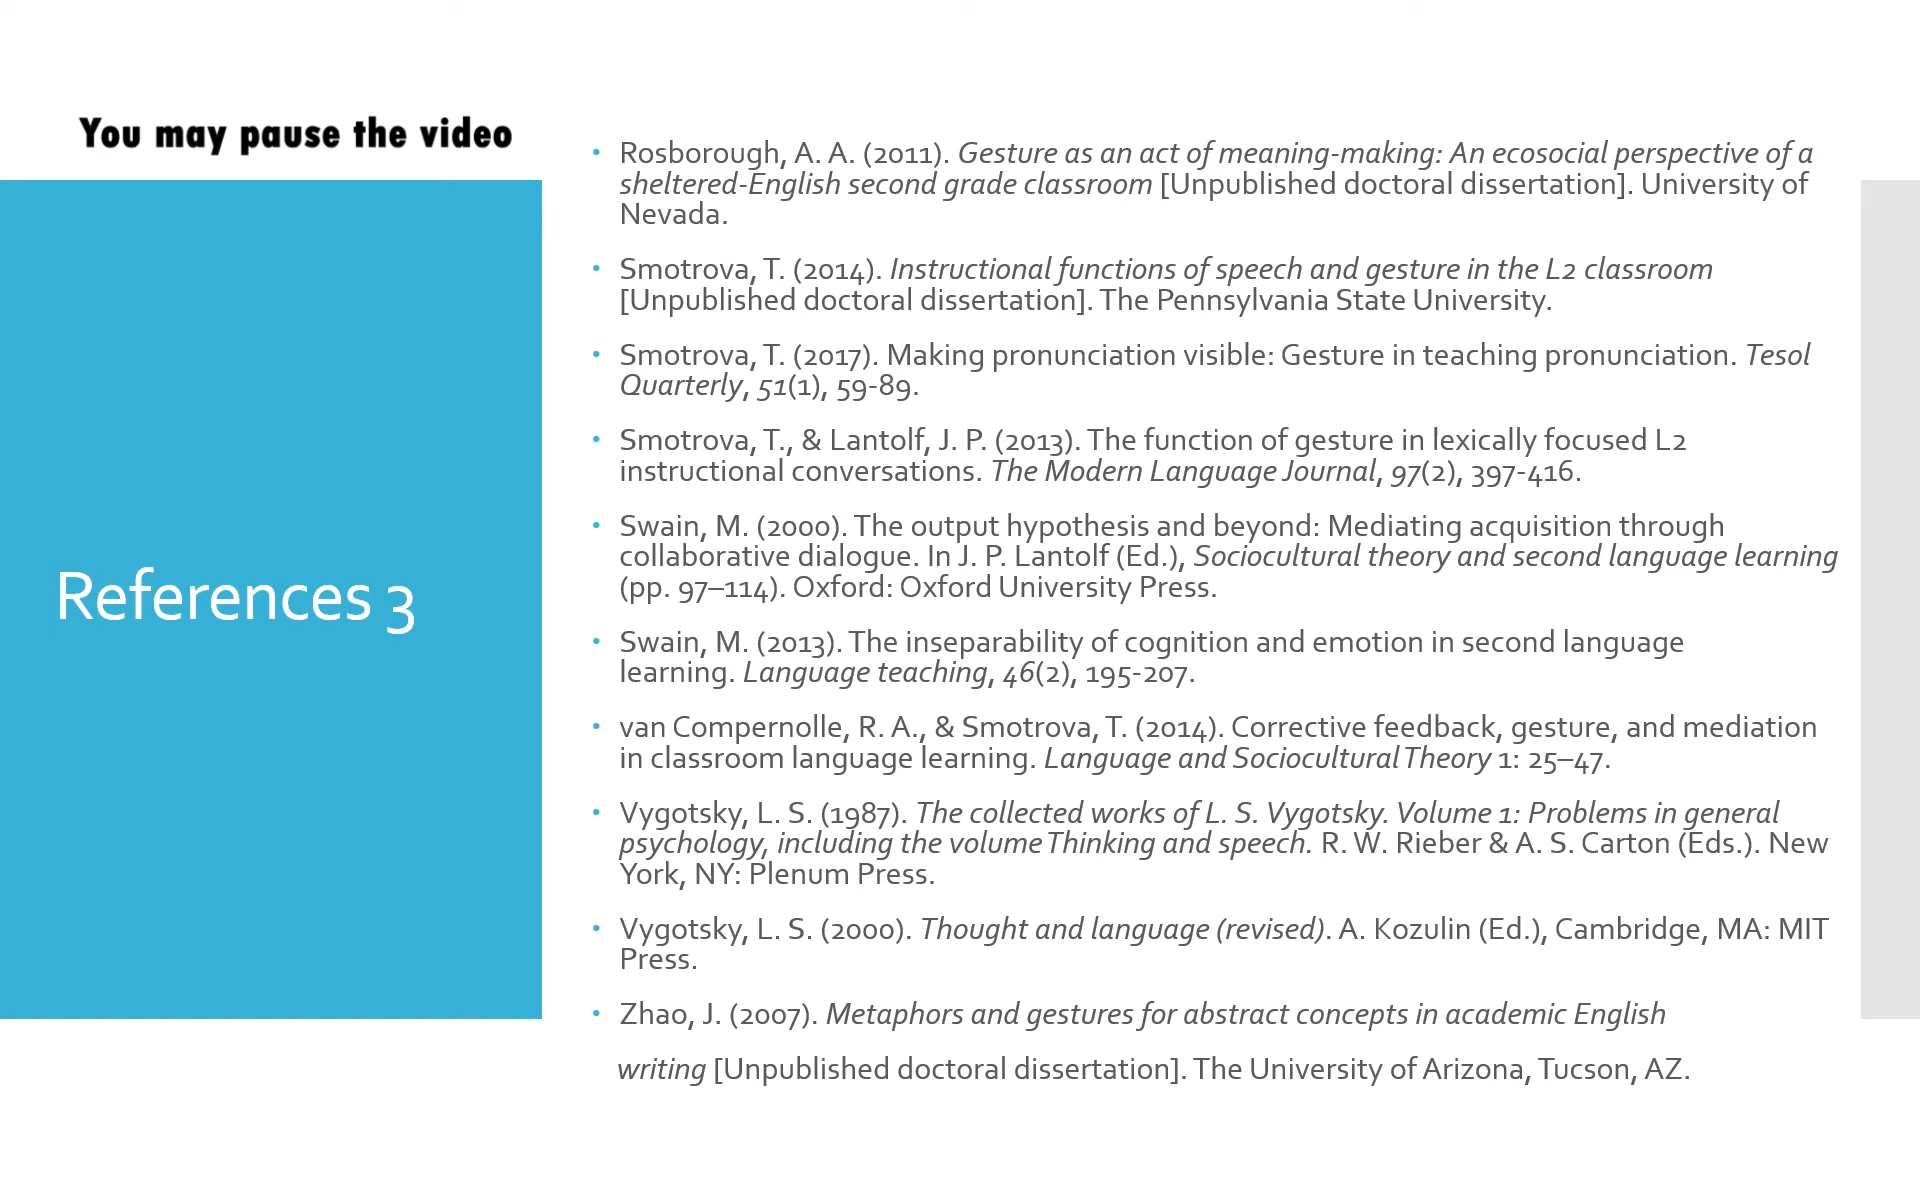 You may pause the video
References 3
• Rosborough, A. A. (2011). Gesture as an act of meaning-making: An ecosocial perspective of a
sheltered-English second grade classroom [Unpublished doctoral dissertation]. University of
Nevada.
• Smotrova, T. (2014). Instructional functions of speech and gesture in the L2 classroom
[Unpublished doctoral dissertation]. The Pennsylvania State University.
• Smotrova, T. (2017). Making pronunciation visible: Gesture in teaching pronunciation. Tesol
Quarterly, 51(1), 59-89.
• Smotrova, T., & Lantolf, J. P. (2013). The function of gesture in lexically focused L2
instructional conversations. The Modern Language Journal, 97(2), 397-416.
• Swain, M. (2000). The output hypothesis and beyond: Mediating acquisition through
collaborative dialogue. In J. P. Lantolf (Ed.), Sociocultural theory and second language learning
(pp. 97–114). Oxford: Oxford University Press.
• Swain, M. (2013). The inseparability of cognition and emotion in second language
learning. Language teaching, 46(2), 195-207.
• van Compernolle, R. A., & Smotrova, T. (2014). Corrective feedback, gesture, and mediation
in classroom language learning. Language and Sociocultural Theory 1: 25–47.
• Vygotsky, L. S. (1987). The collected works of L. S. Vygotsky. Volume 1: Problems in general
psychology, including the volume Thinking and speech. R. W. Rieber & A. S. Carton (Eds.). New
York, NY: Plenum Press.
• Vygotsky, L. S. (2000). Thought and language (revised). A. Kozulin (Ed.), Cambridge, MA: MIT
Press.
• Zhao, J. (2007). Metaphors and gestures for abstract concepts in academic English
writing [Unpublished doctoral dissertation]. The University of Arizona, Tucson, AZ.